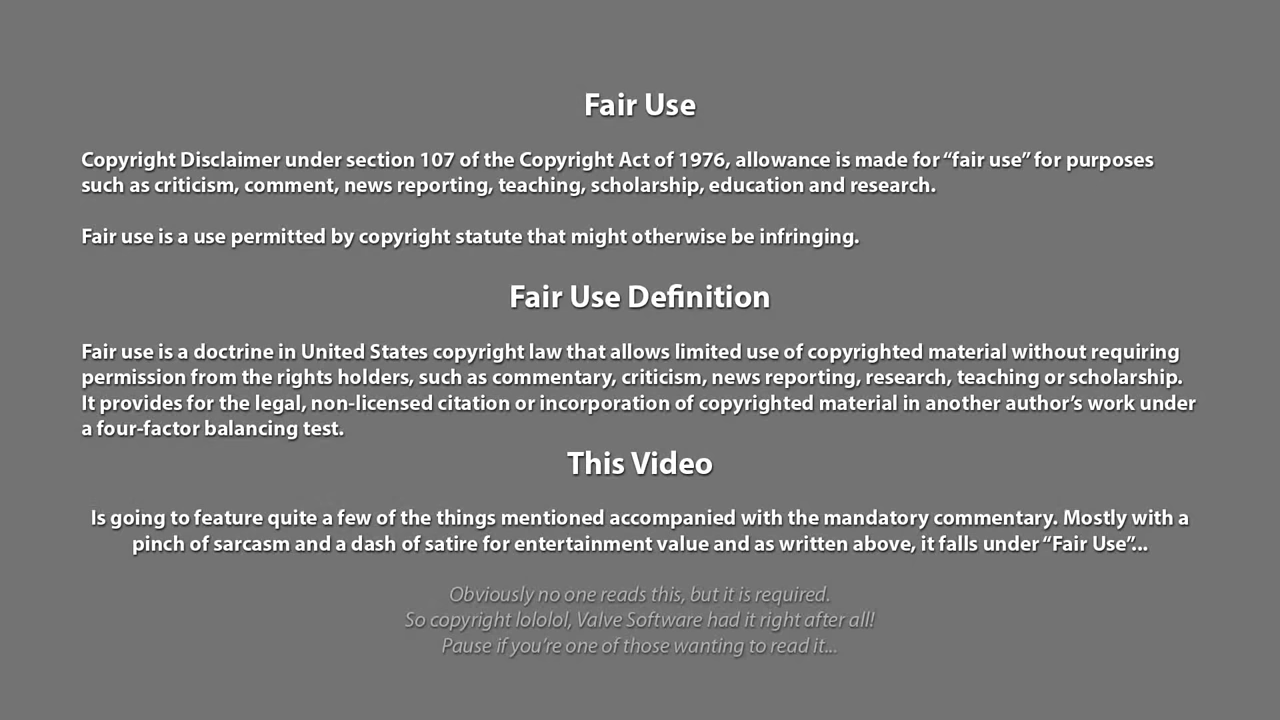 Fair Use
Copyright Disclaimer under section 107 of the Copyright Act of 1976, allowance is made for “fair use” for purposes
such as criticism, comment, news reporting, teaching, scholarship, education and research.
Fair use is a use permitted by copyright statute that might otherwise be infringing.
Fair Use Definition
Fair use is a doctrine in United States copyright law that allows limited use of copyrighted material without requiring
permission from the rights holders, such as commentary, criticism, news reporting, research, teaching or scholarship.
It provides for the legal, non-licensed citation or incorporation of copyrighted material in another author’s work under
a four-factor balancing test.
This Video
Is going to feature quite a few of the things mentioned accompanied with the mandatory commentary. Mostly with a
pinch of sarcasm and a dash of satire for entertainment value and as written above, it falls under “Fair Use”...
Obviously no one reads this, but it is required.
So copyright lololol, Valve Software had it right after all!
Pause if you’re one of those wanting to read it...